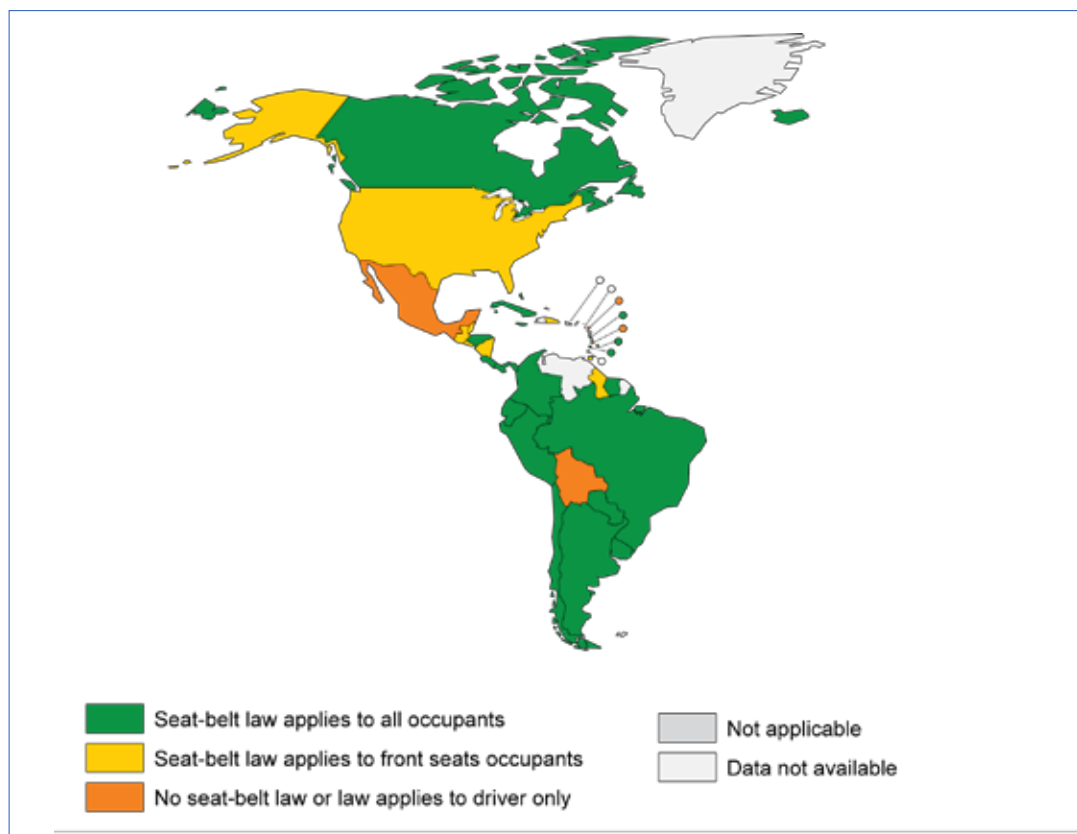 Seat-belt law applies to all occupants
Seat-belt law applies to front seats occupants
No seat-belt law or law applies to driver only
Not applicable
Data not available